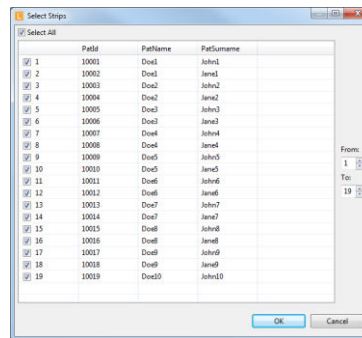 Select Strips
Select All
PatId PatName PatSurname
1 10001 Doe1 John1
2 10002 Doe1 Jane1
3 10003 Doe2 John2
4 10004 Doe2 Jane2
5 10005 Doe3 John3
6 10006 Doe3 Jane3
7 10007 Doe4 John4
8 10008 Doe4 Jane4
9 10009 Doe5 John5
10 10010 Doe5 Jane5
11 10011 Doe6 John6
12 10012 Doe6 Jane6
13 10013 Doe7 John7
14 10014 Doe7 Jane7
15 10015 Doe8 John8
16 10016 Doe8 Jane8
17 10017 Doe9 John9
18 10018 Doe9 Jane9
19 10019 Doe10 John10
From:
1
To:
19
OK Cancel